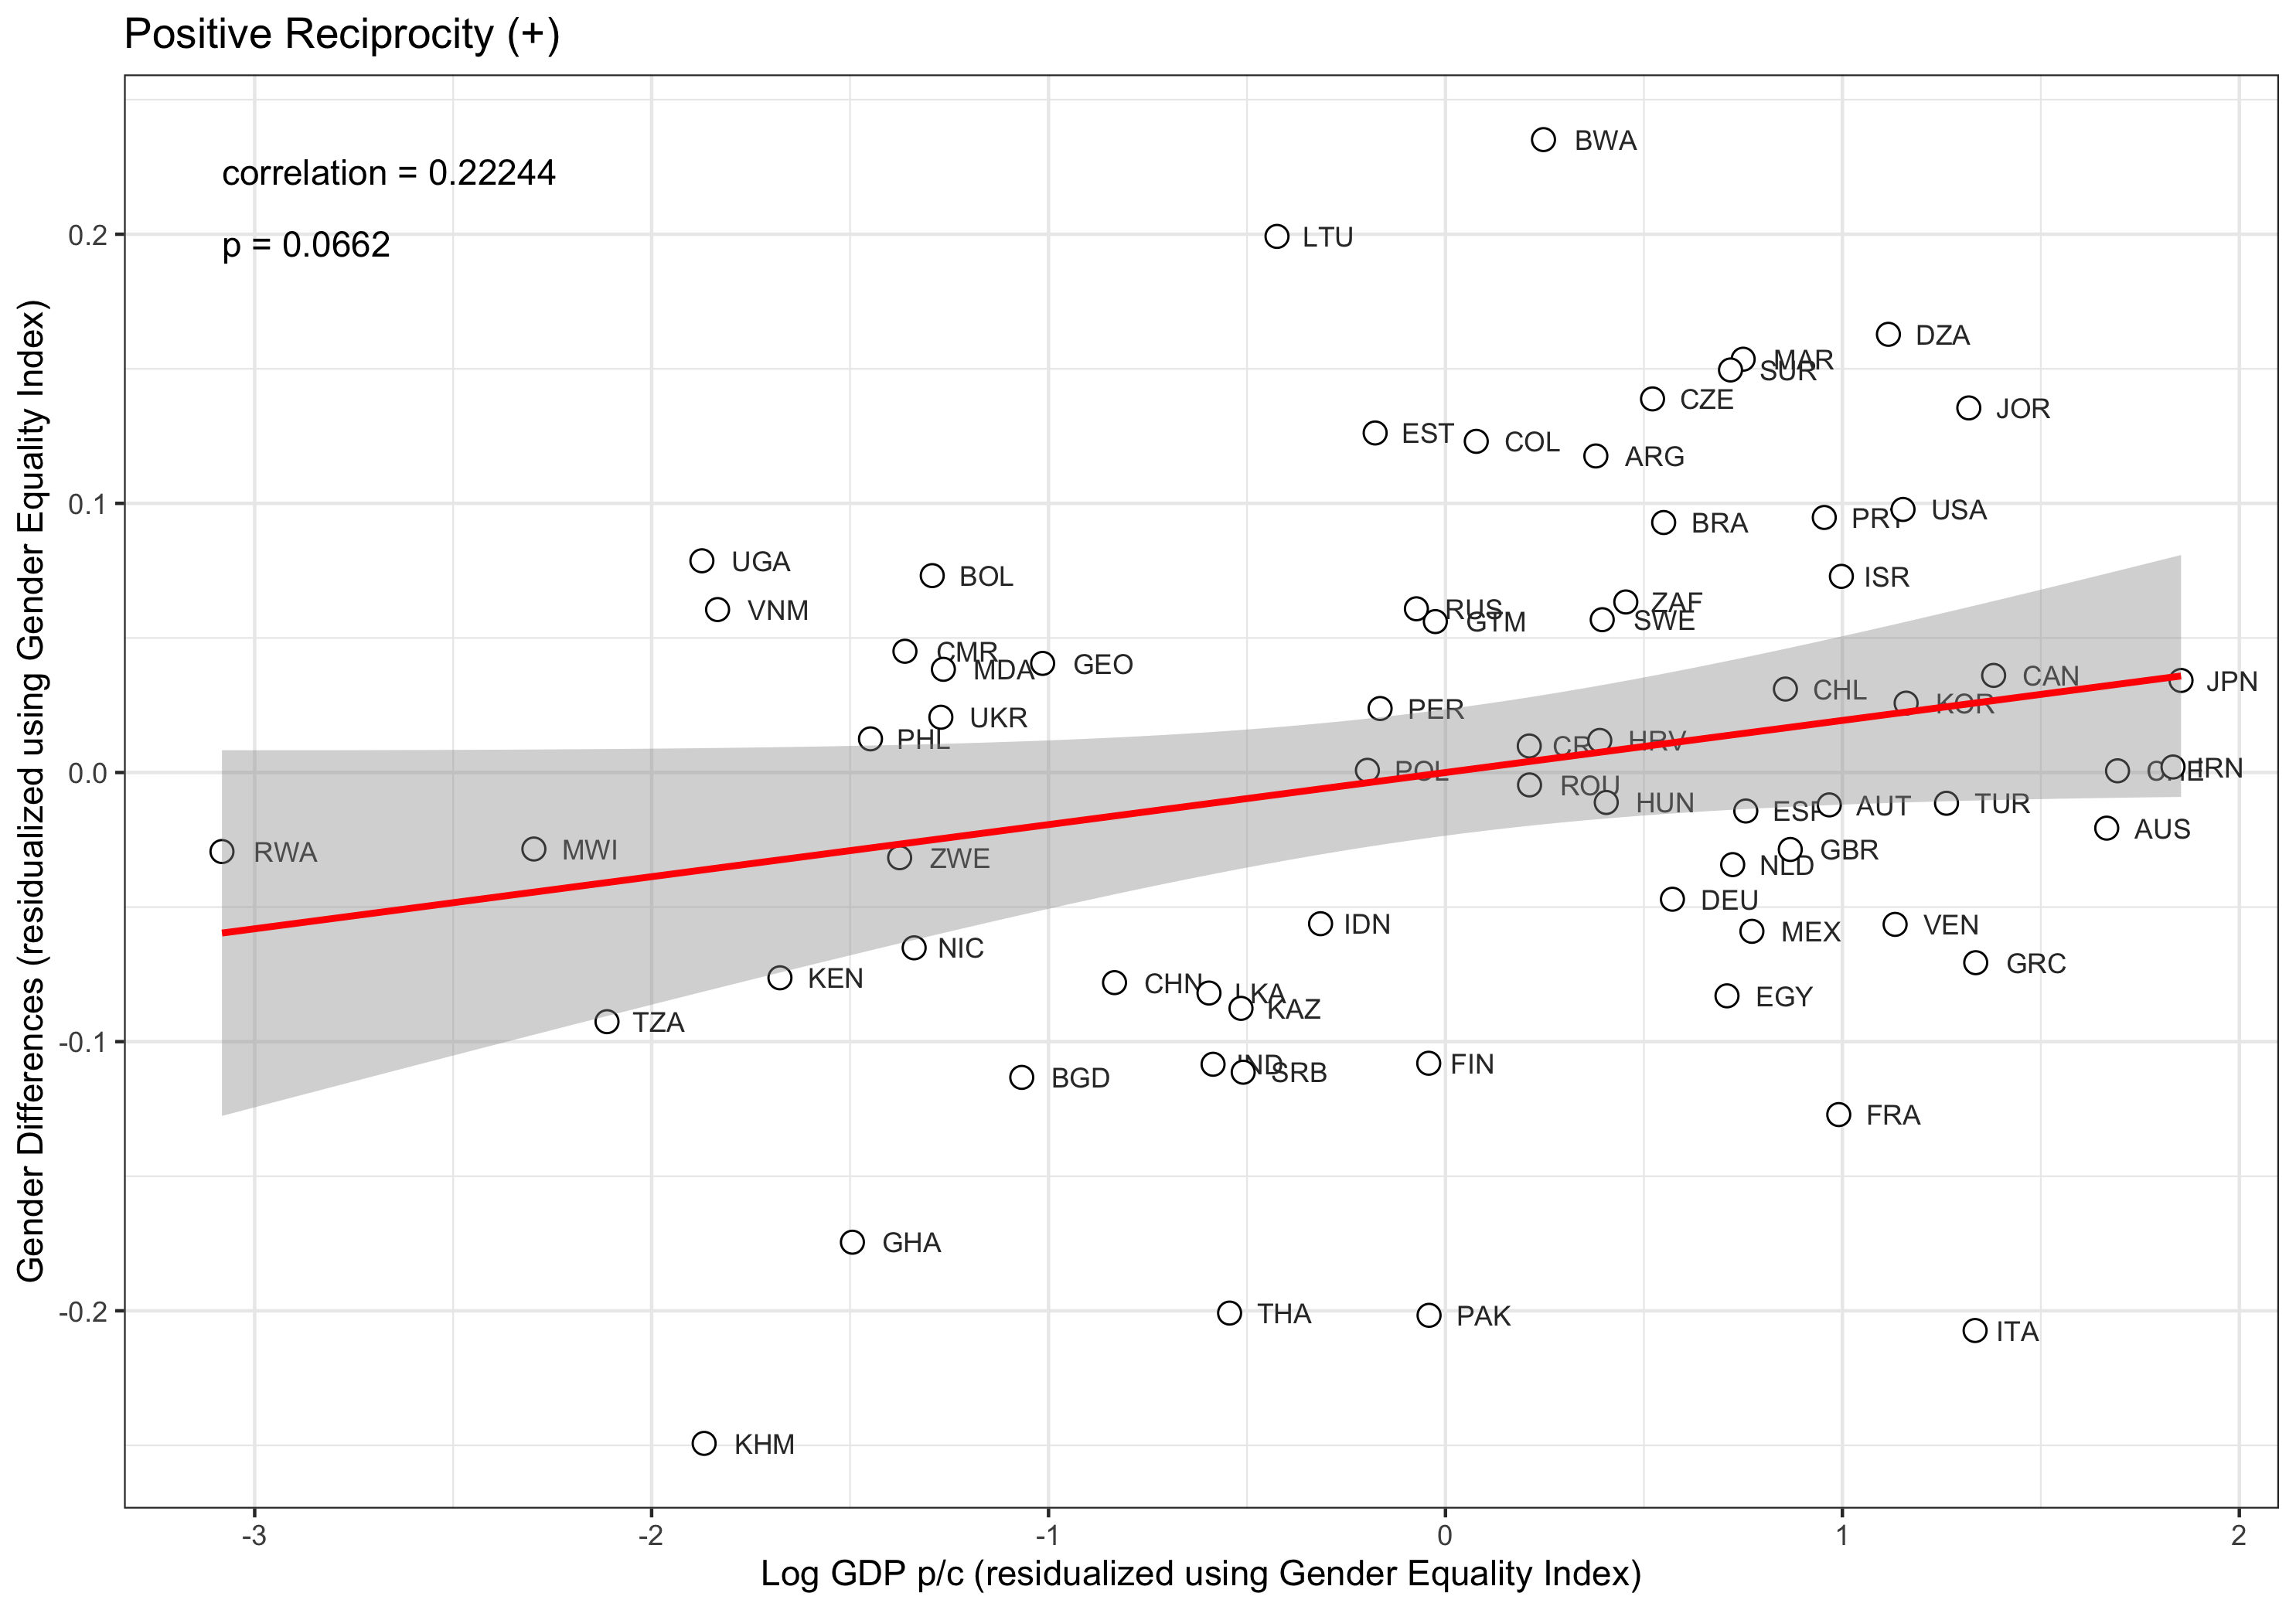 Positive Reciprocity (+)
correlation = 0.22244
p = 0.0662
Gender Differences (residualized using Gender Equality Index)
0.2
0.1
0.0
-0.1
-0.2
BWA
LTU
DZA
MAR
SUR
CZE
JOR
EST
COL
ARG
USA
PRY
BRA
UGA
BOL
ISR
VNM
RUS
GTM
ZAF
SWE
CMR
MDA
GEO
CAN
JPN
CHL
KOR
PER
UKR
PHL
HRV
POL
IRN
ROU
HUN
ESP
AUT
TUR
AUS
RWA
MWI
ZWE
GBR
NLD
DEU
IDN
MEX
VEN
NIC
GRC
KEN
CHN
LKA
KAZ
EGY
TZA
IND
SRB
FIN
BGD
FRA
GHA
THA
PAK
ITA
KHM
-3
-2
-1
0
1
2
Log GDP p/c (residualized using Gender Equality Index)